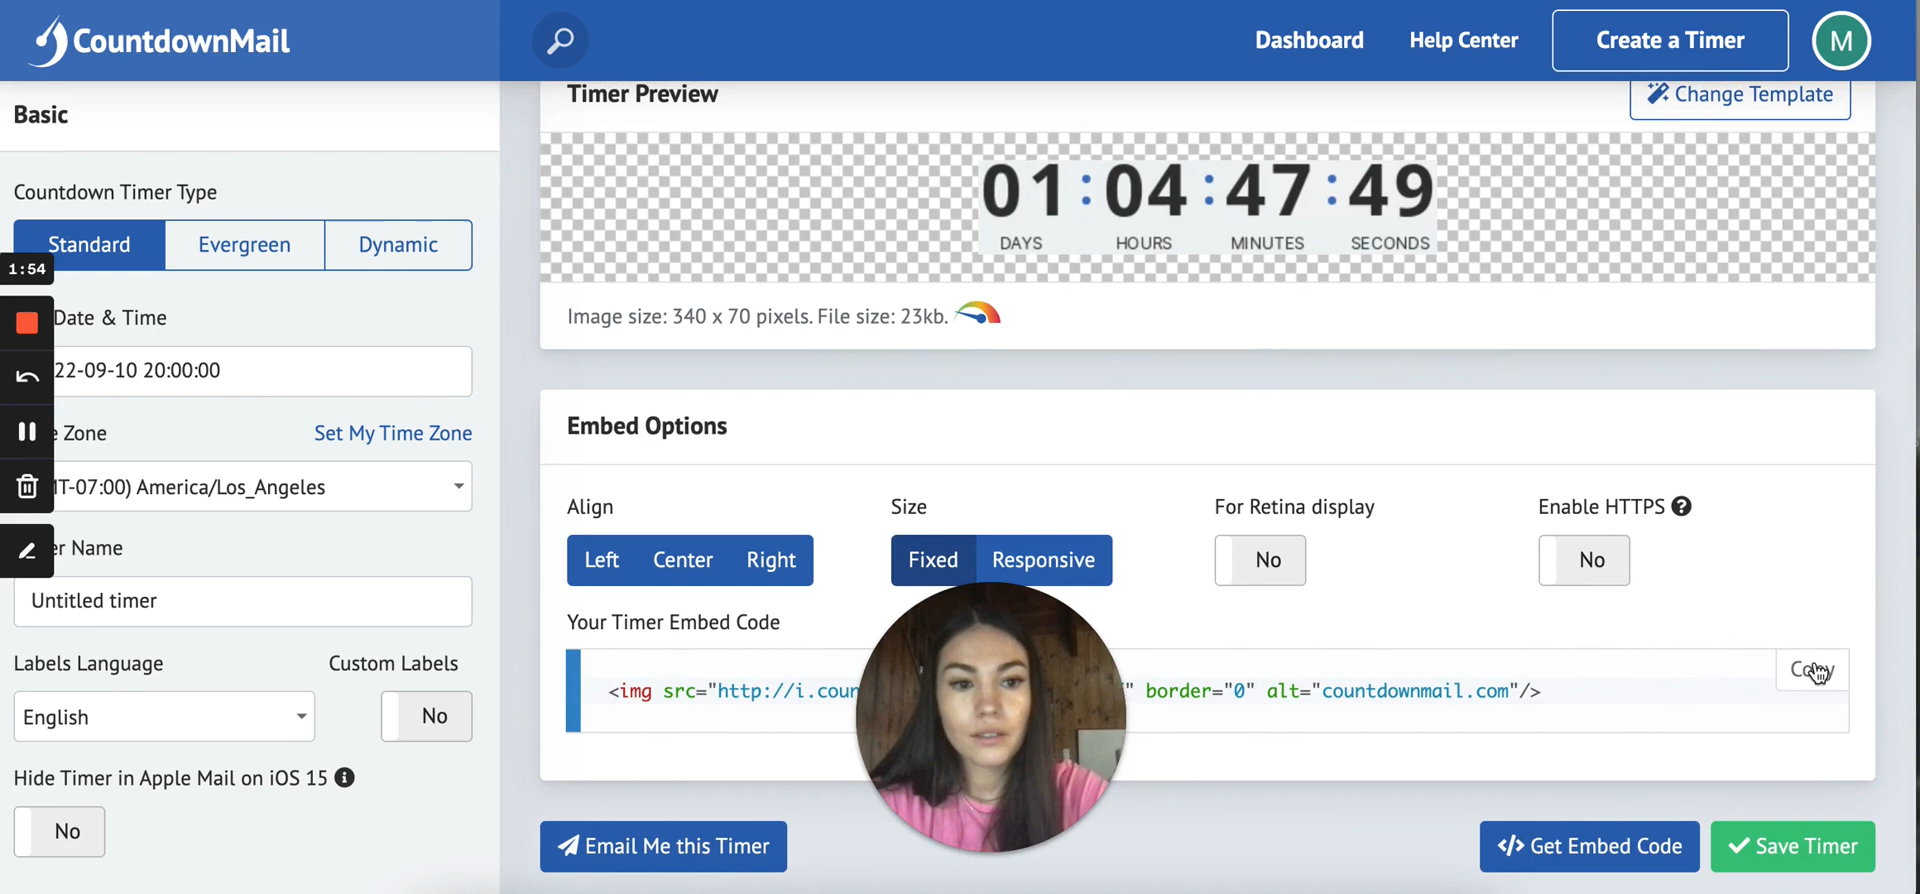 CountdownMail
Dashboard
Help Center
Create a Timer
M
Basic
Countdown Timer Type
Standard
Evergreen
Dynamic
1:54
Date & Time
22-09-10 20:00:00
Zone
Set My Time Zone
(GMT-07:00) America/Los_Angeles
Name
Untitled timer
Labels Language
Custom Labels
English
No
Hide Timer in Apple Mail on iOS 15
No
Timer Preview
Change Template
01 : 04 : 47 : 49
DAYS HOURS MINUTES SECONDS
Image size: 340 x 70 pixels. File size: 23kb.
Embed Options
Align
Size
For Retina display
Enable HTTPS ?
Left
Center
Right
Fixed
Responsive
No
No
Your Timer Embed Code
Copy
<img src="http://i.coun " border="0" alt="countdownmail.com"/>
Email Me this Timer
</> Get Embed Code
Save Timer